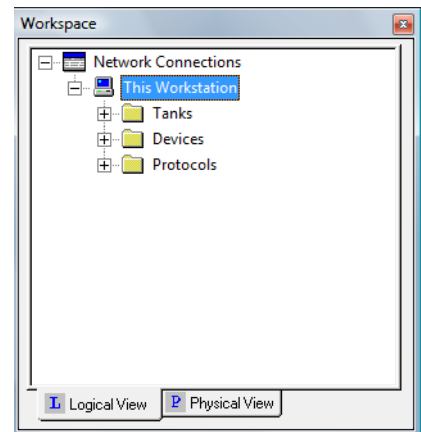 Workspace
Network Connections
This Workstation
Tanks
Devices
Protocols
L Logical View P Physical View